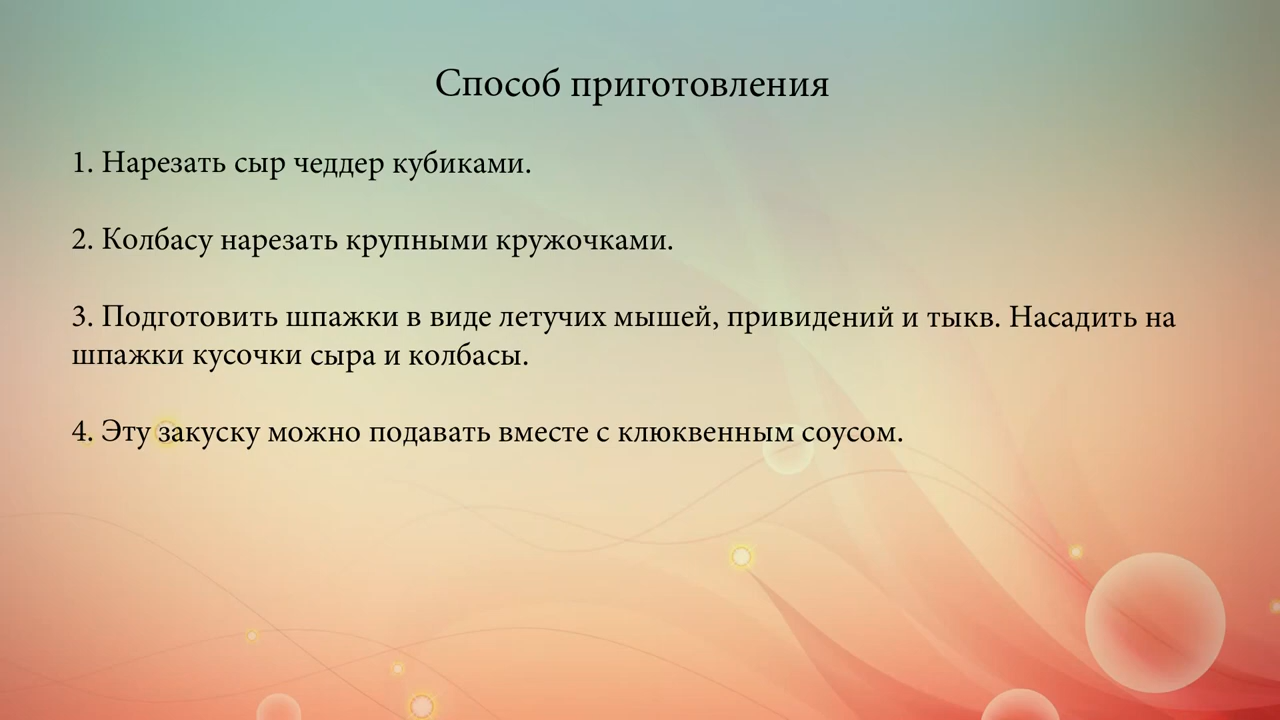 Способ приготовления
1. Нарезать сыр чеддер кубиками.
2. Колбасу нарезать крупными кружочками.
3. Подготовить шпажки в виде летучих мышей, привидений и тыкв. Насадить на
шпажки кусочки сыра и колбасы.
4. Эту закуску можно подавать вместе с клюквенным соусом.